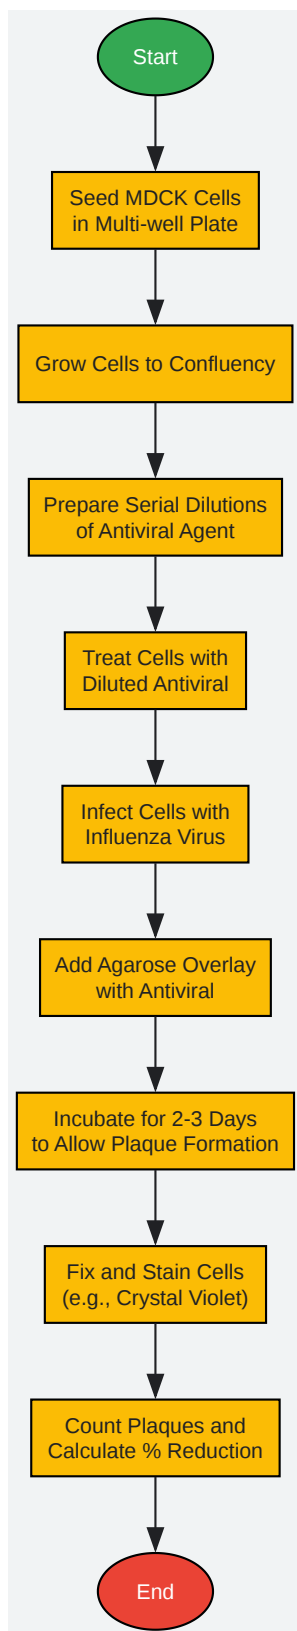 Start
Seed MDCK Cells
in Multi-well Plate
Grow Cells to Confluency
Prepare Serial Dilutions
of Antiviral Agent
Treat Cells with
Diluted Antiviral
Infect Cells with
Influenza Virus
Add Agarose Overlay
with Antiviral
Incubate for 2-3 Days
to Allow Plaque Formation
Fix and Stain Cells
(e.g., Crystal Violet)
Count Plaques and
Calculate % Reduction
End